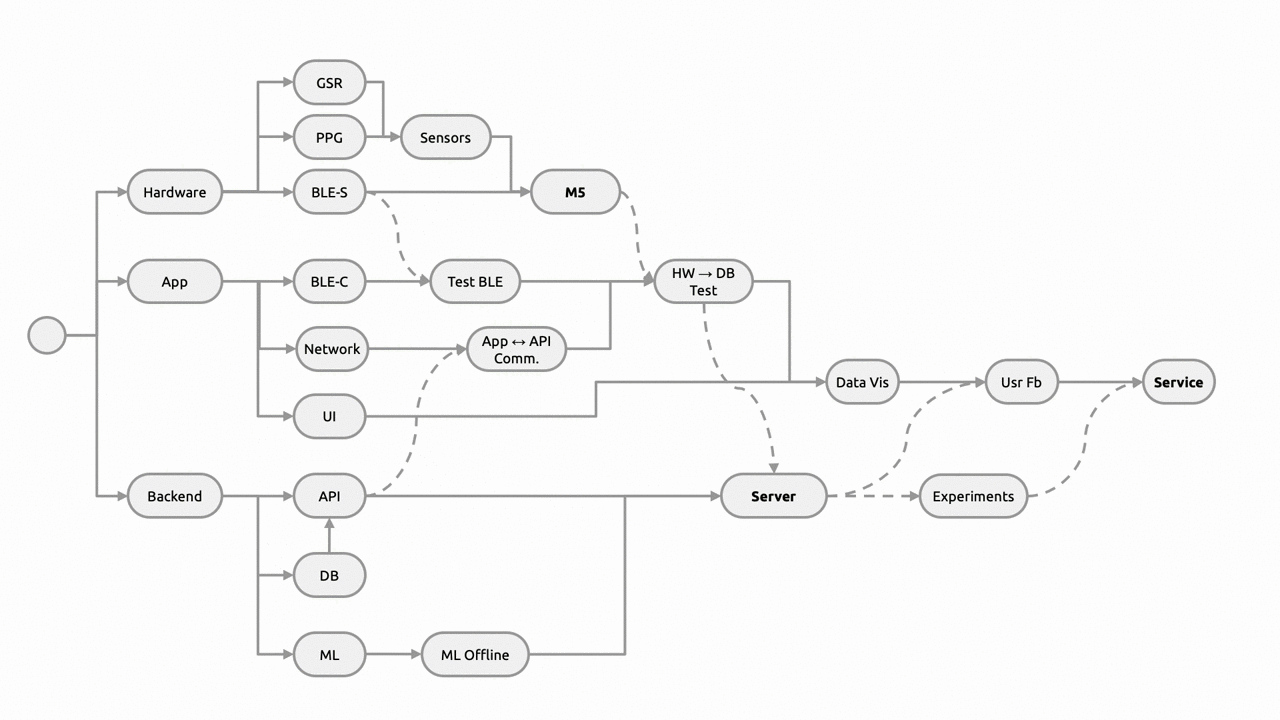 GSR
PPG
Sensors
Hardware
BLE-S
M5
App
BLE-C
Test BLE
HW → DB
Test
Network
App ↔ API
Comm.
UI
Data Vis
Usr Fb
Service
Backend
API
Server
Experiments
DB
ML
ML Offline